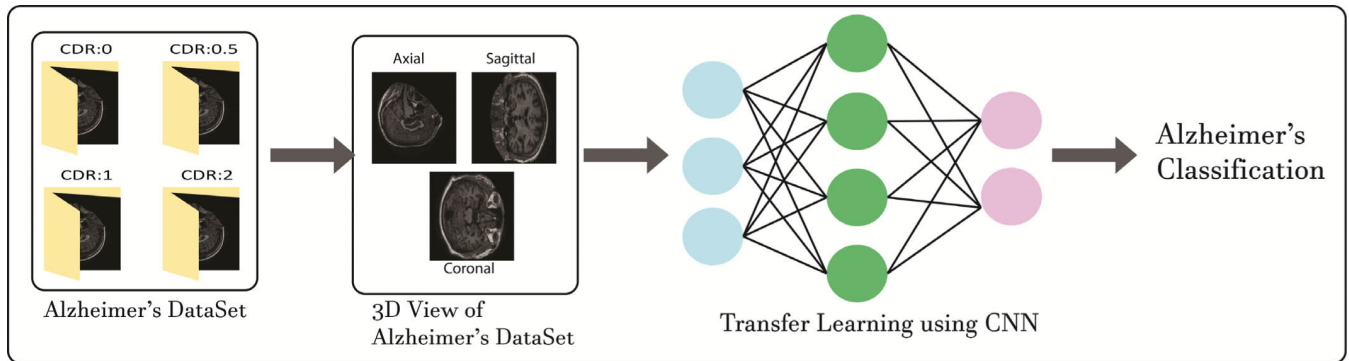 CDR:0
CDR:0.5
CDR:1
CDR:2
Alzheimer's DataSet
Axial
Sagittal
Coronal
3D View of
Alzheimer's DataSet
Transfer Learning using CNN
Alzheimer's
Classification